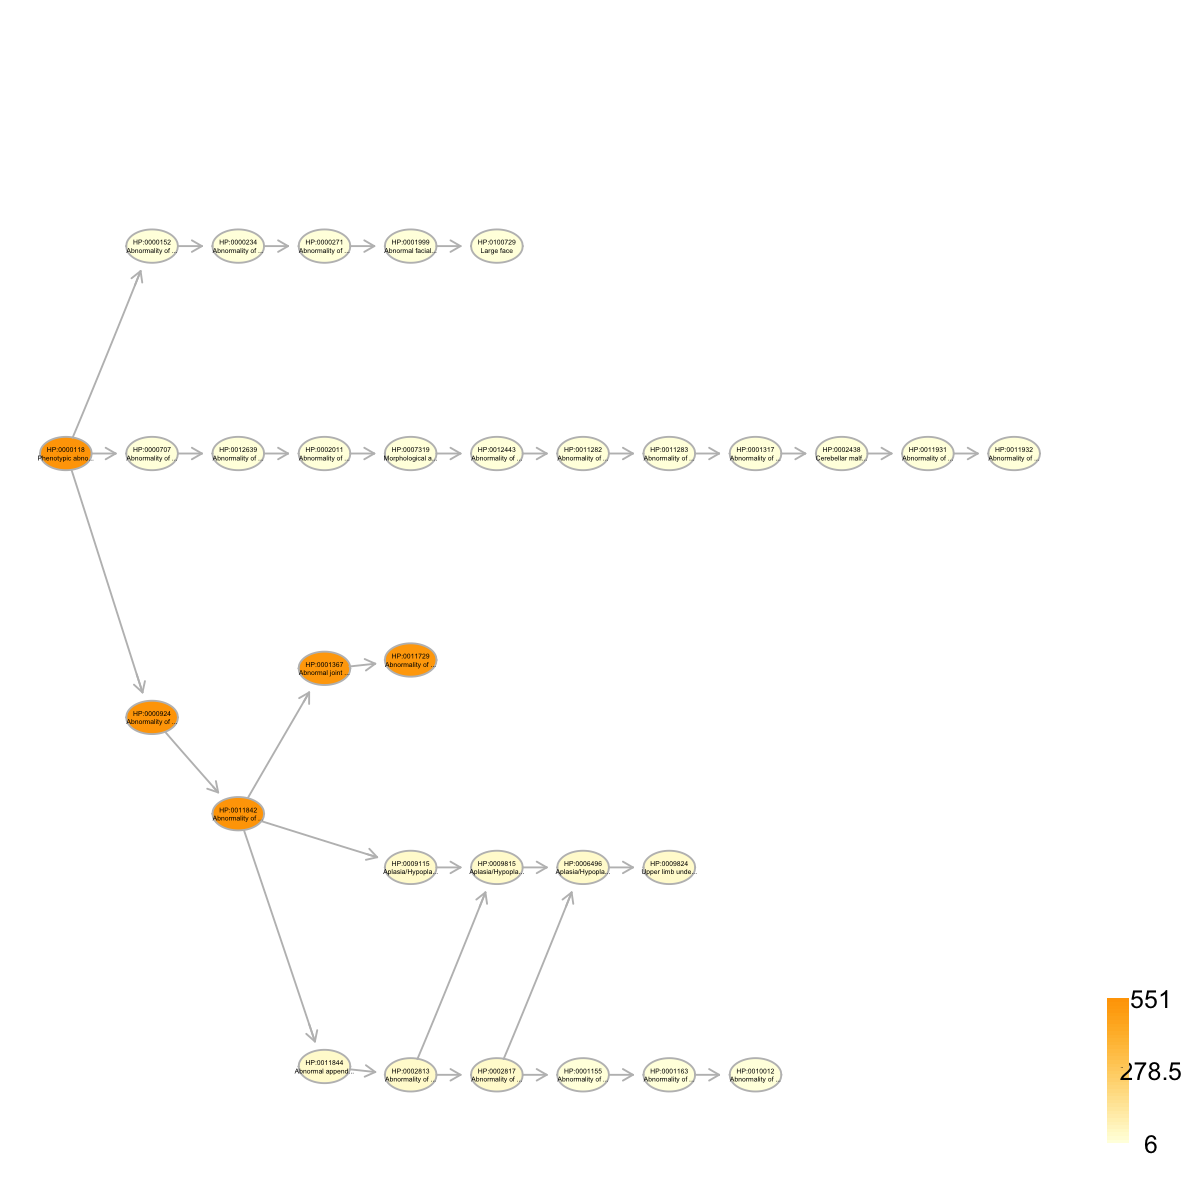 HP:0000152
Abnormality of ...
HP:0000234
Abnormality of ...
HP:0000271
Abnormality of ...
HP:0001999
Abnormal facial...
HP:0100729
Large face
HP:0000118
Phenotypic abno...
HP:0000707
Abnormality of ...
HP:0012639
Abnormality of ...
HP:0002011
Abnormality of ...
HP:0007319
Morphological a...
HP:0012443
Abnormality of ...
HP:0011282
Abnormality of ...
HP:0011283
Abnormality of ...
HP:0001317
Abnormality of ...
HP:0002438
Cerebellar malf...
HP:0011931
Abnormality of ...
HP:0011932
Abnormality of ...
HP:0001367
Abnormal joint ...
HP:0011729
Abnormality of ...
HP:0000924
Abnormality of ...
HP:0011842
Abnormality of ...
HP:0009115
Aplasia/Hypopla...
HP:0009815
Aplasia/Hypopla...
HP:0006496
Aplasia/Hypopla...
HP:0009824
Upper limb unde...
HP:0011844
Abnormal append...
HP:0002813
Abnormality of ...
HP:0002817
Abnormality of ...
HP:0001155
Abnormality of ...
HP:0001163
Abnormality of ...
HP:0010012
Abnormality of ...
551
278.5
6